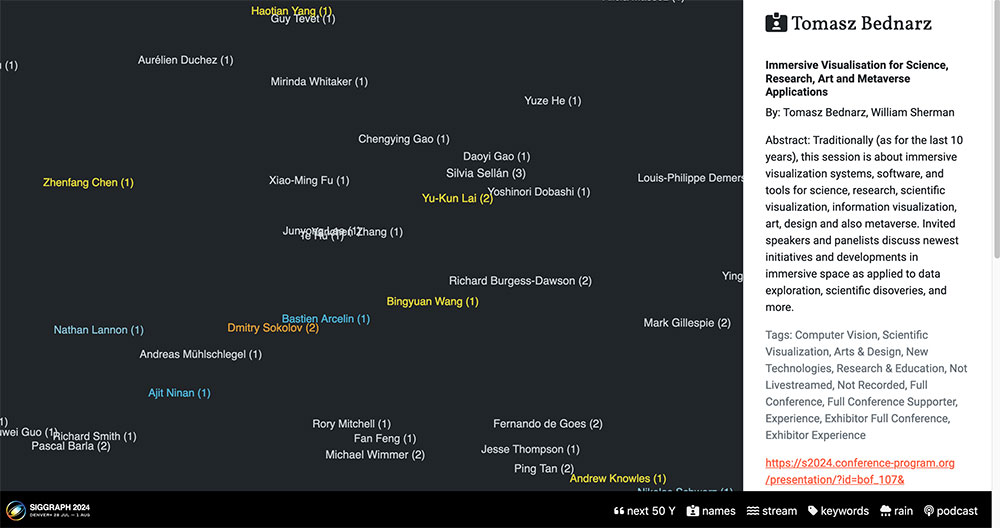 Haotian Yang (1)
Guy Tevet (1)
Aurélien Duchez (1)
(1)
Mirinda Whitaker (1)
Yuze He (1)
Chengying Gao (1)
Daoyi Gao (1)
Silvia Sellán (3)
Zhenfang Chen (1)
Xiao-Ming Fu (1)
Louis-Philippe Demers
Yoshinori Dobashi (1)
Yu-Kun Lai (2)
Zhang (1)
Ying
Richard Burgess-Dawson (2)
Bingyuan Wang (1)
Bastien Arcelin (1)
Mark Gillespie (2)
Nathan Lannon (1)
Dmitry Sokolov (2)
Andreas Mühlschlegel (1)
Ajit Ninan (1)
Rory Mitchell (1)
Fernando de Goes (2)
Guo (1)
Richard Smith (1)
Fan Feng (1)
Pascal Barla (2)
Jesse Thompson (1)
Michael Wimmer (2)
Ping Tan (2)
Andrew Knowles (1)
Tomasz Bednarz
Immersive Visualisation for Science,
Research, Art and Metaverse
Applications
By: Tomasz Bednarz, William Sherman
Abstract: Traditionally (as for the last 10
years), this session is about immersive
visualization systems, software, and
tools for science, research, scientific
visualization, information visualization,
art, design and also metaverse. Invited
speakers and panelists discuss newest
initiatives and developments in
immersive space as applied to data
exploration, scientific disoveries, and
more.
Tags: Computer Vision, Scientific
Visualization, Arts & Design, New
Technologies, Research & Education, Not
Livestreamed, Not Recorded, Full
Conference, Full Conference Supporter,
Experience, Exhibitor Full Conference,
Exhibitor Experience
https://s2024.conference-program.org
/presentation/?id=bof_107&
SIGGRAPH 2024
DENVER+ 28 JUL — 1 AUG
next 50 Y
names
stream
keywords
rain
podcast